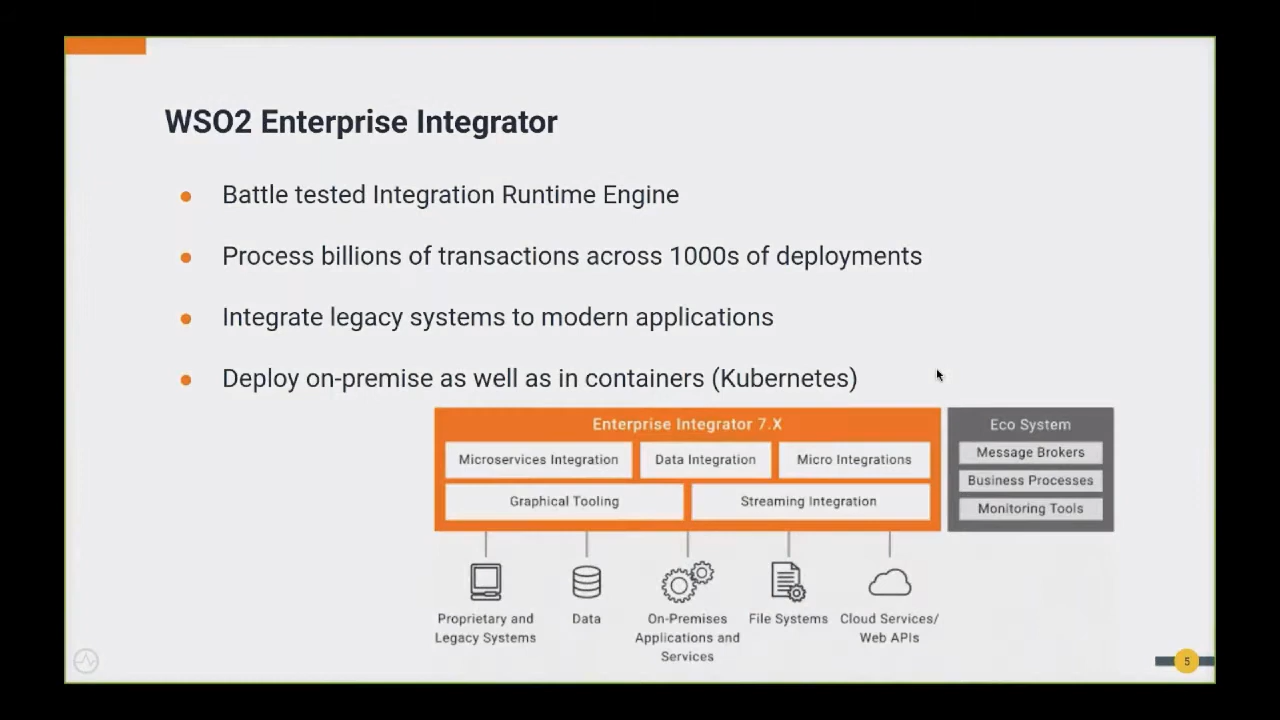 WSO2 Enterprise Integrator
Battle tested Integration Runtime Engine
Process billions of transactions across 1000s of deployments
Integrate legacy systems to modern applications
Deploy on-premise as well as in containers (Kubernetes)
Enterprise Integrator 7.X
Microservices Integration
Data Integration
Micro Integrations
Graphical Tooling
Streaming Integration
Eco System
Message Brokers
Business Processes
Monitoring Tools
Proprietary and
Legacy Systems
Data
On-Premises
Applications and
Services
File Systems
Cloud Services/
Web APIs
5